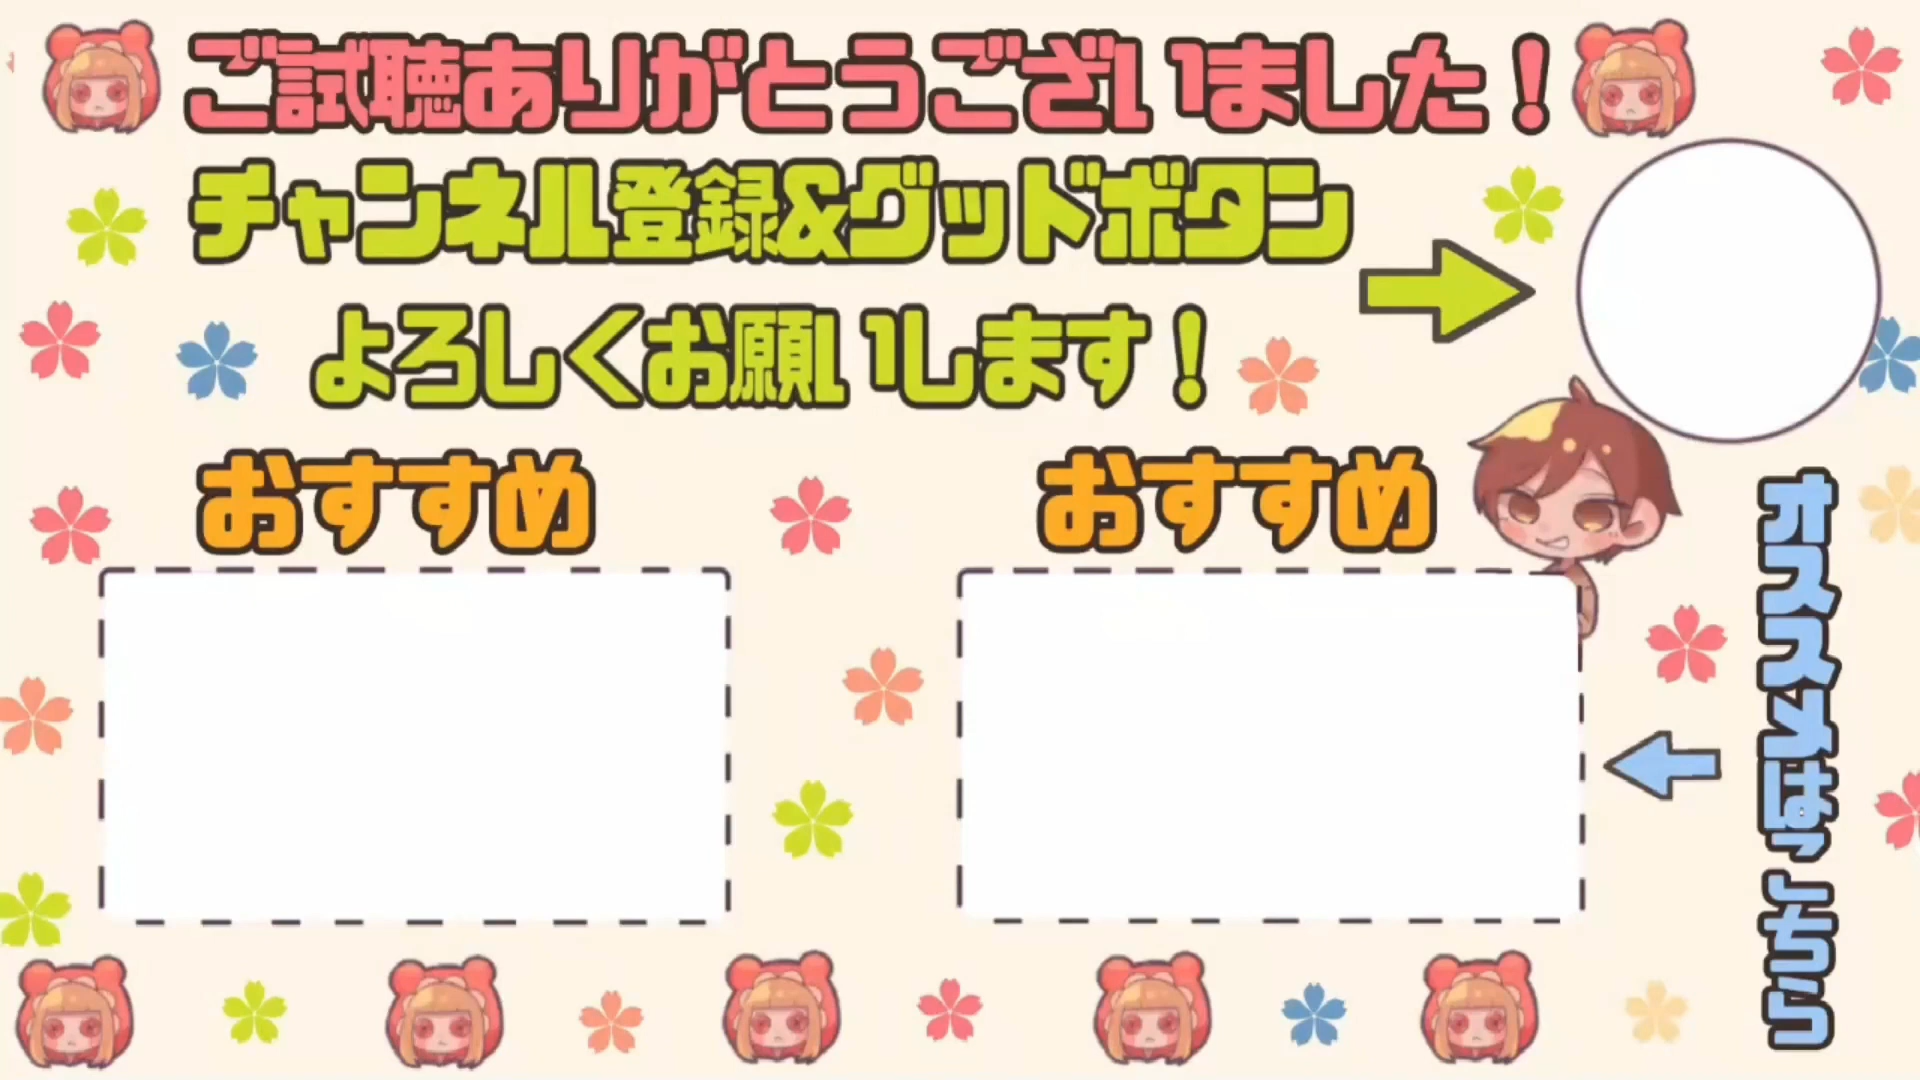 ご試聴ありがとうございました！
チャンネル登録&グッドボタン
よろしくお願いします！
おすすめ
おすすめ
オススメはこちら